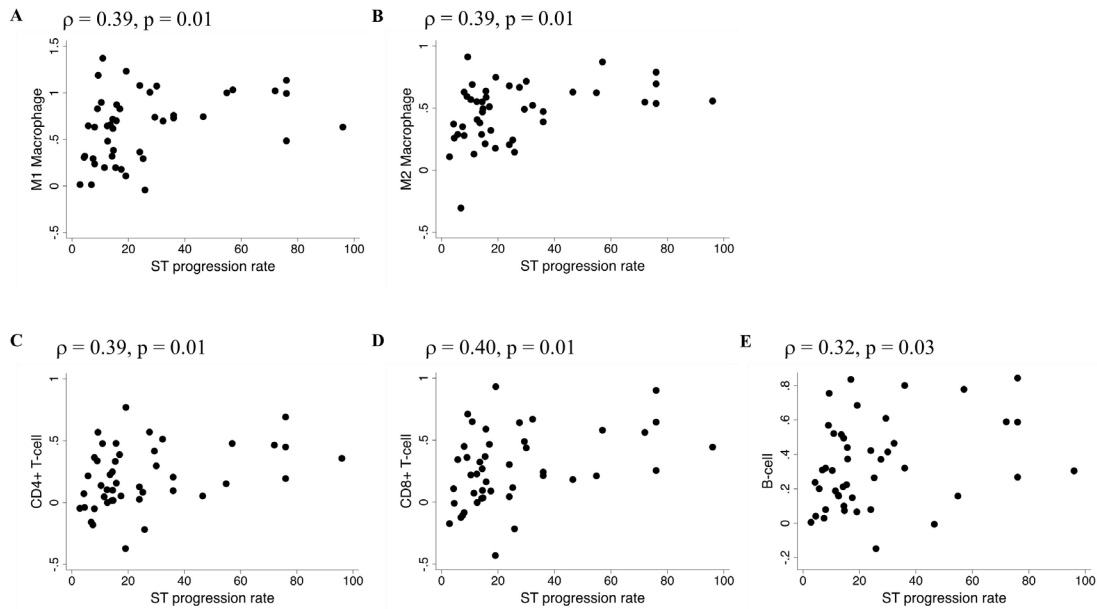 A
ρ = 0.39, p = 0.01
M1 Macrophage
1.5
1
.5
0
-.5
0 20 40 60 80 100
ST progression rate
B
ρ = 0.39, p = 0.01
M2 Macrophage
1
.5
0
-.5
0 20 40 60 80 100
ST progression rate
C
ρ = 0.39, p = 0.01
CD4+ T-cell
1
.5
0
-.5
0 20 40 60 80 100
ST progression rate
D
ρ = 0.40, p = 0.01
CD8+ T-cell
1
.5
0
-.5
0 20 40 60 80 100
ST progression rate
E
ρ = 0.32, p = 0.03
B-cell
.8
.6
.4
.2
0
-.2
0 20 40 60 80 100
ST progression rate